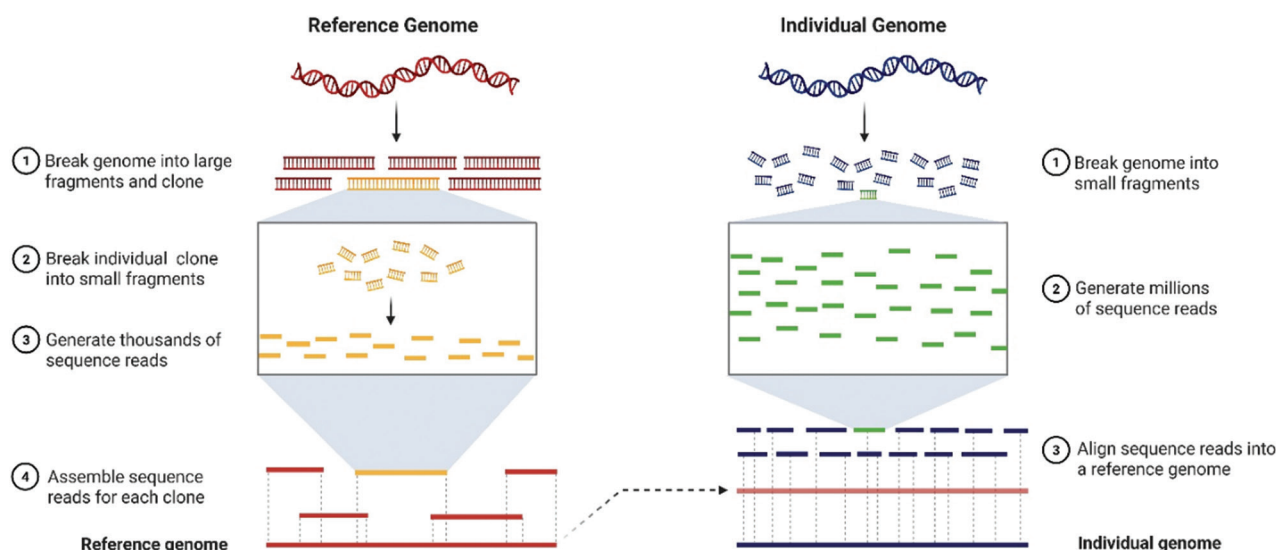 Reference Genome
1 Break genome into large
fragments and clone
2 Break individual clone
into small fragments
3 Generate thousands of
sequence reads
4 Assemble sequence
reads for each clone
Reference genome
Individual Genome
1 Break genome into
small fragments
2 Generate millions
of sequence reads
3 Align sequence reads into
a reference genome
Individual genome